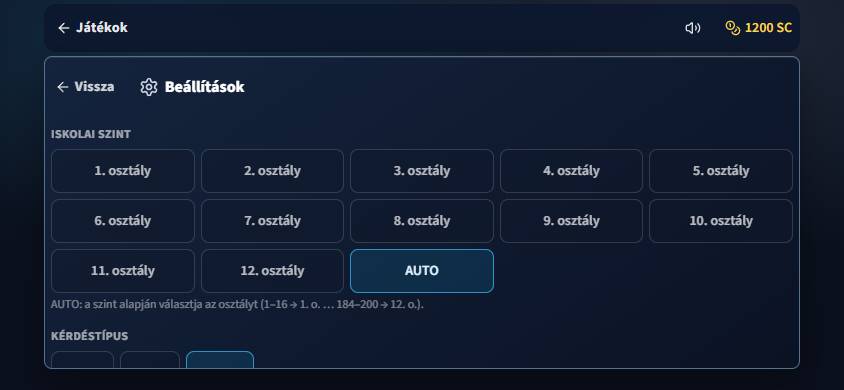 ← Játékok
1200 SC
← Vissza
Beállítások
ISKOLAI SZINT
1. osztály
2. osztály
3. osztály
4. osztály
5. osztály
6. osztály
7. osztály
8. osztály
9. osztály
10. osztály
11. osztály
12. osztály
AUTO
AUTO: a szint alapján választja az osztályt (1–16 → 1. o. … 184–200 → 12. o.).
KÉRDÉSTÍPUS